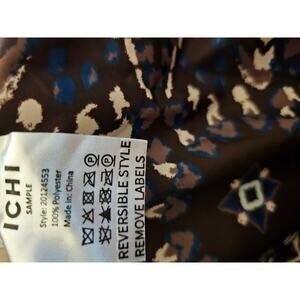 ICHI
SAMPLE
Style: 20124553
100% Polyester
Made in: China
REVERSIBLE STYLE
REMOVE LABELS